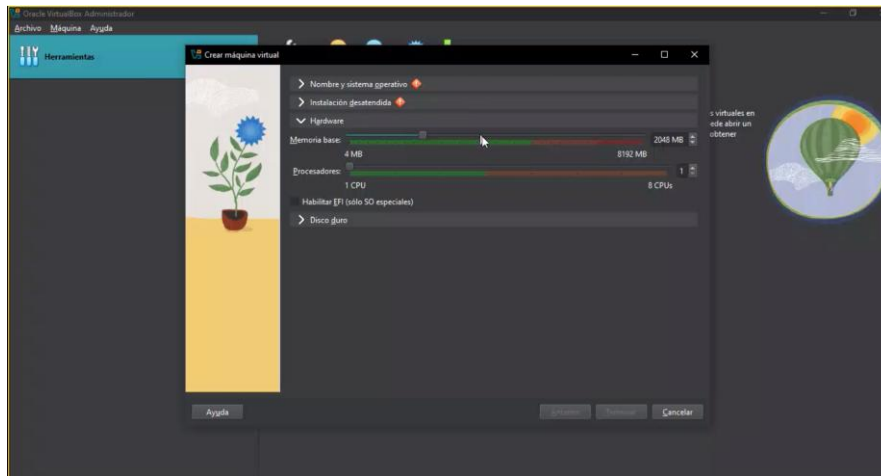 Oracle VirtualBox Administrador
Archivo Máquina Ayuda
Herramientas
Crear máquina virtual
Nombre y sistema operativo
Instalación desatendida
Hardware
Memoria base: 2048 MB
4 MB 8192 MB
Procesadores: 1
1 CPU 8 CPUs
Habilitar EFI (sólo SO especiales)
Disco duro
s virtuales en
ede abrir un
obtener
Ayuda Cancelar